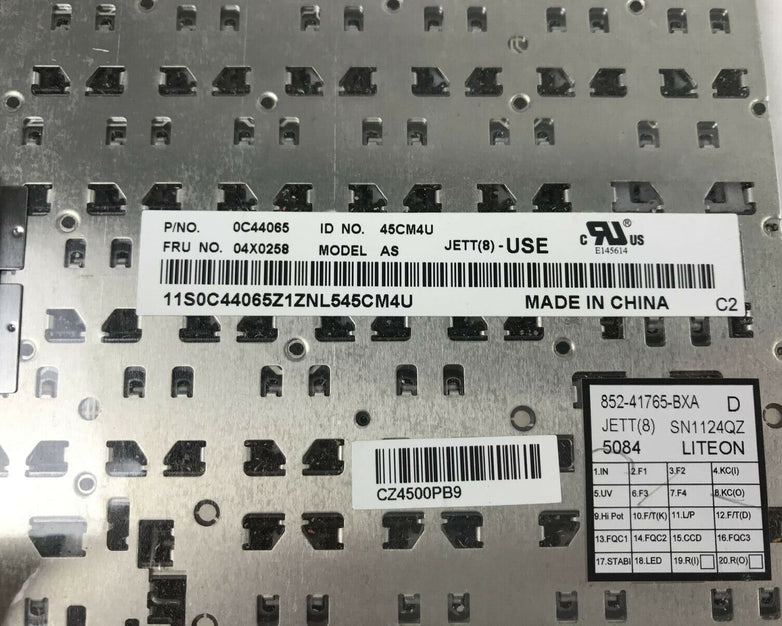 P/NO. 0C44065 ID NO. 45CM4U
FRU NO. 04X0258 MODEL AS JETT(8) - USE
C RU ® US
E145614
11S0C44065Z1ZNL545CM4U MADE IN CHINA C2
852-41765-BXA D
JETT(8) SN1124QZ
5084 LITEON
1.IN 2.F1 3.F2 4.KC(I)
5.UV 6.F3 7.F4 8.KC(O)
9.Hi Pot 10.F/T(K) 11.L/P 12.F/T(D)
13.FQC1 14.FQC2 15.CCD 16.FQC3
17.STABI 18.LED 19.R(I) 20.R(O)
CZ4500PB9